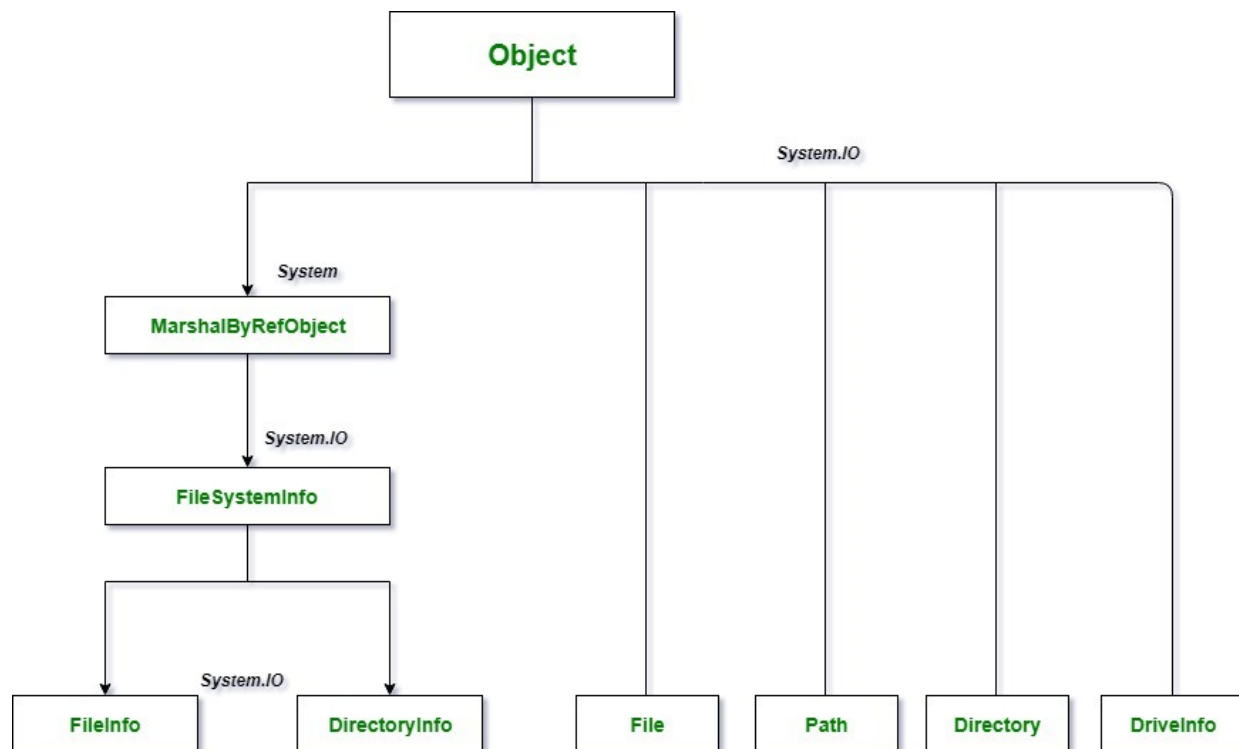 Object
System.IO
System
MarshalByRefObject
System.IO
FileSystemInfo
System.IO
FileInfo
DirectoryInfo
File
Path
Directory
DriveInfo